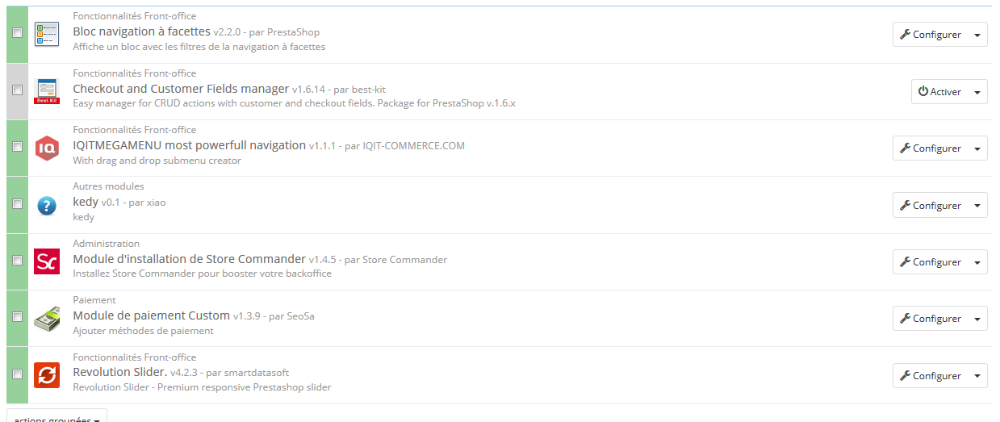 Fonctionnalités Front-office
Bloc navigation à facettes v2.2.0 - par PrestaShop
Affiche un bloc avec les filtres de la navigation à facettes
Configurer
Fonctionnalités Front-office
Checkout and Customer Fields manager v1.6.14 - par best-kit
Easy manager for CRUD actions with customer and checkout fields. Package for PrestaShop v.1.6.x
Best-Kit
Activer
Fonctionnalités Front-office
IQITMEGAMENU most powerfull navigation v1.1.1 - par IQIT-COMMERCE.COM
With drag and drop submenu creator
IQ
Configurer
Autres modules
kedy v0.1 - par xiao
kedy
?
Configurer
Administration
Module d'installation de Store Commander v1.4.5 - par Store Commander
Installez Store Commander pour booster votre backoffice
Sc
Configurer
Paiement
Module de paiement Custom v1.3.9 - par SeoSa
Ajouter méthodes de paiement
Configurer
Fonctionnalités Front-office
Revolution Slider. v4.2.3 - par smartdatasoft
Revolution Slider - Premium responsive Prestashop slider
Configurer
actions groupées